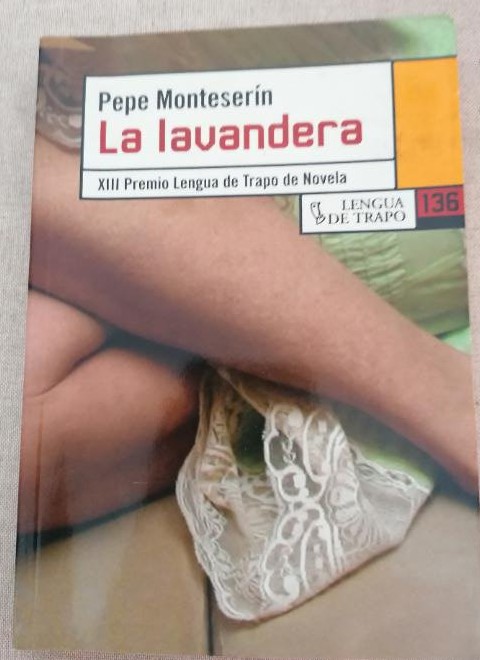 Pepe Monteserín
La lavandera
XIII Premio Lengua de Trapo de Novela
LENGUA
DE TRAPO
136